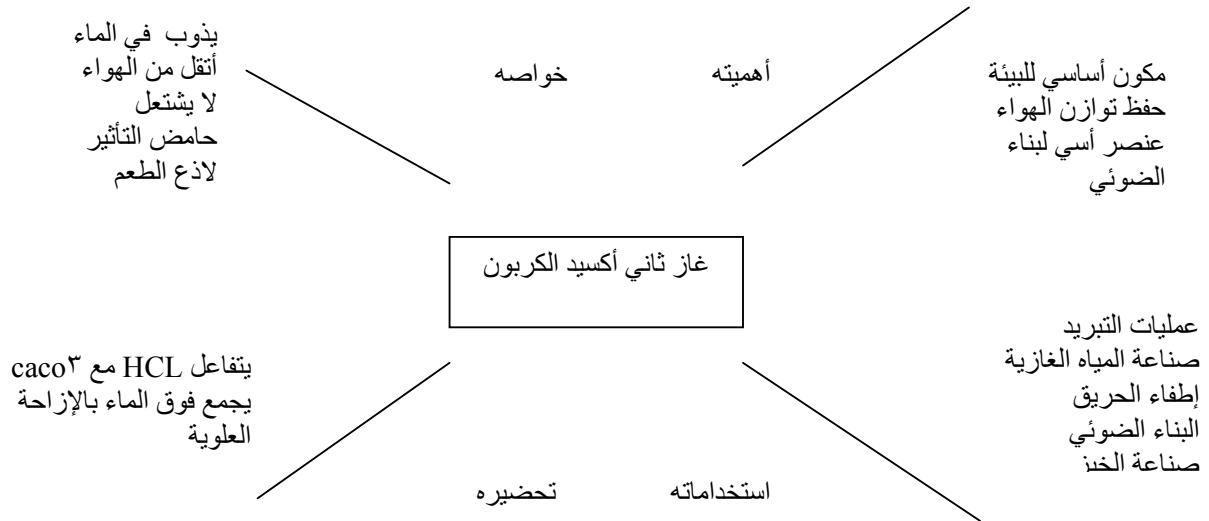 أهميته
مكون أساسي للبيئة
حفظ توازن الهواء
عنصر أسي لبناء
الضوئي
خواصه
يذوب في الماء
أتقل من الهواء
لا يشتعل
حامض التأثير
لاذع الطعم
غاز ثاني أكسيد الكربون
استخداماته
عمليات التبريد
صناعة المياه الغازية
إطفاء الحريق
البناء الضوئي
صناعة الخبز
تحضيره
يتفاعل HCL مع caco٣
يجمع فوق الماء بالإزاحة
العلوية